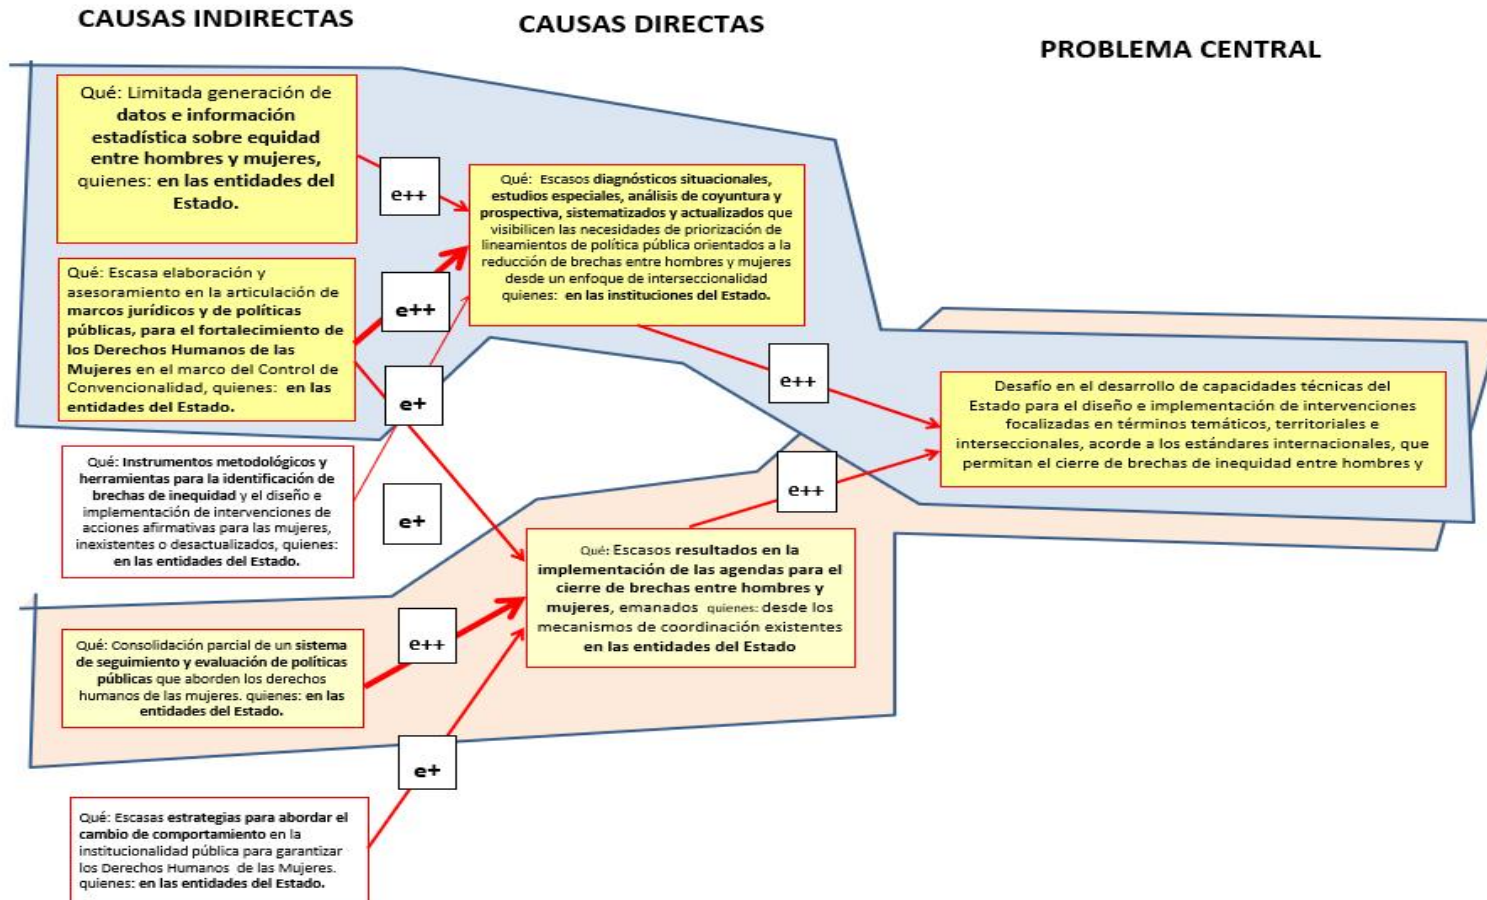 CAUSAS INDIRECTAS
CAUSAS DIRECTAS
PROBLEMA CENTRAL
Qué: Limitada generación de
datos e información
estadística sobre equidad
entre hombres y mujeres,
quienes: en las entidades del
Estado.
e++
Qué: Escasos diagnósticos situacionales,
estudios especiales, análisis de coyuntura y
prospectiva, sistematizados y actualizados que
visibilicen las necesidades de priorización de
lineamientos de política pública orientados a la
reducción de brechas entre hombres y mujeres
desde un enfoque de interseccionalidad
quienes: en las instituciones del Estado.
Qué: Escasa elaboración y
asesoramiento en la articulación de
marcos jurídicos y de políticas
públicas, para el fortalecimiento de
los Derechos Humanos de las
Mujeres en el marco del Control de
Convencionalidad, quienes: en las
entidades del Estado.
e++
e+
e++
Desafío en el desarrollo de capacidades técnicas del
Estado para el diseño e implementación de intervenciones
focalizadas en términos temáticos, territoriales e
interseccionales, acorde a los estándares internacionales, que
permitan el cierre de brechas de inequidad entre hombres y
Qué: Instrumentos metodológicos y
herramientas para la identificación de
brechas de inequidad y el diseño e
implementación de intervenciones de
acciones afirmativas para las mujeres,
inexistentes o desactualizados, quienes:
en las entidades del Estado.
e+
e++
Qué: Escasos resultados en la
implementación de las agendas para el
cierre de brechas entre hombres y
mujeres, emanados quienes: desde los
mecanismos de coordinación existentes
en las entidades del Estado
Qué: Consolidación parcial de un sistema
de seguimiento y evaluación de políticas
públicas que aborden los derechos
humanos de las mujeres. quienes: en las
entidades del Estado.
e++
e+
Qué: Escasas estrategias para abordar el
cambio de comportamiento en la
institucionalidad pública para garantizar
los Derechos Humanos de las Mujeres.
quienes: en las entidades del Estado.